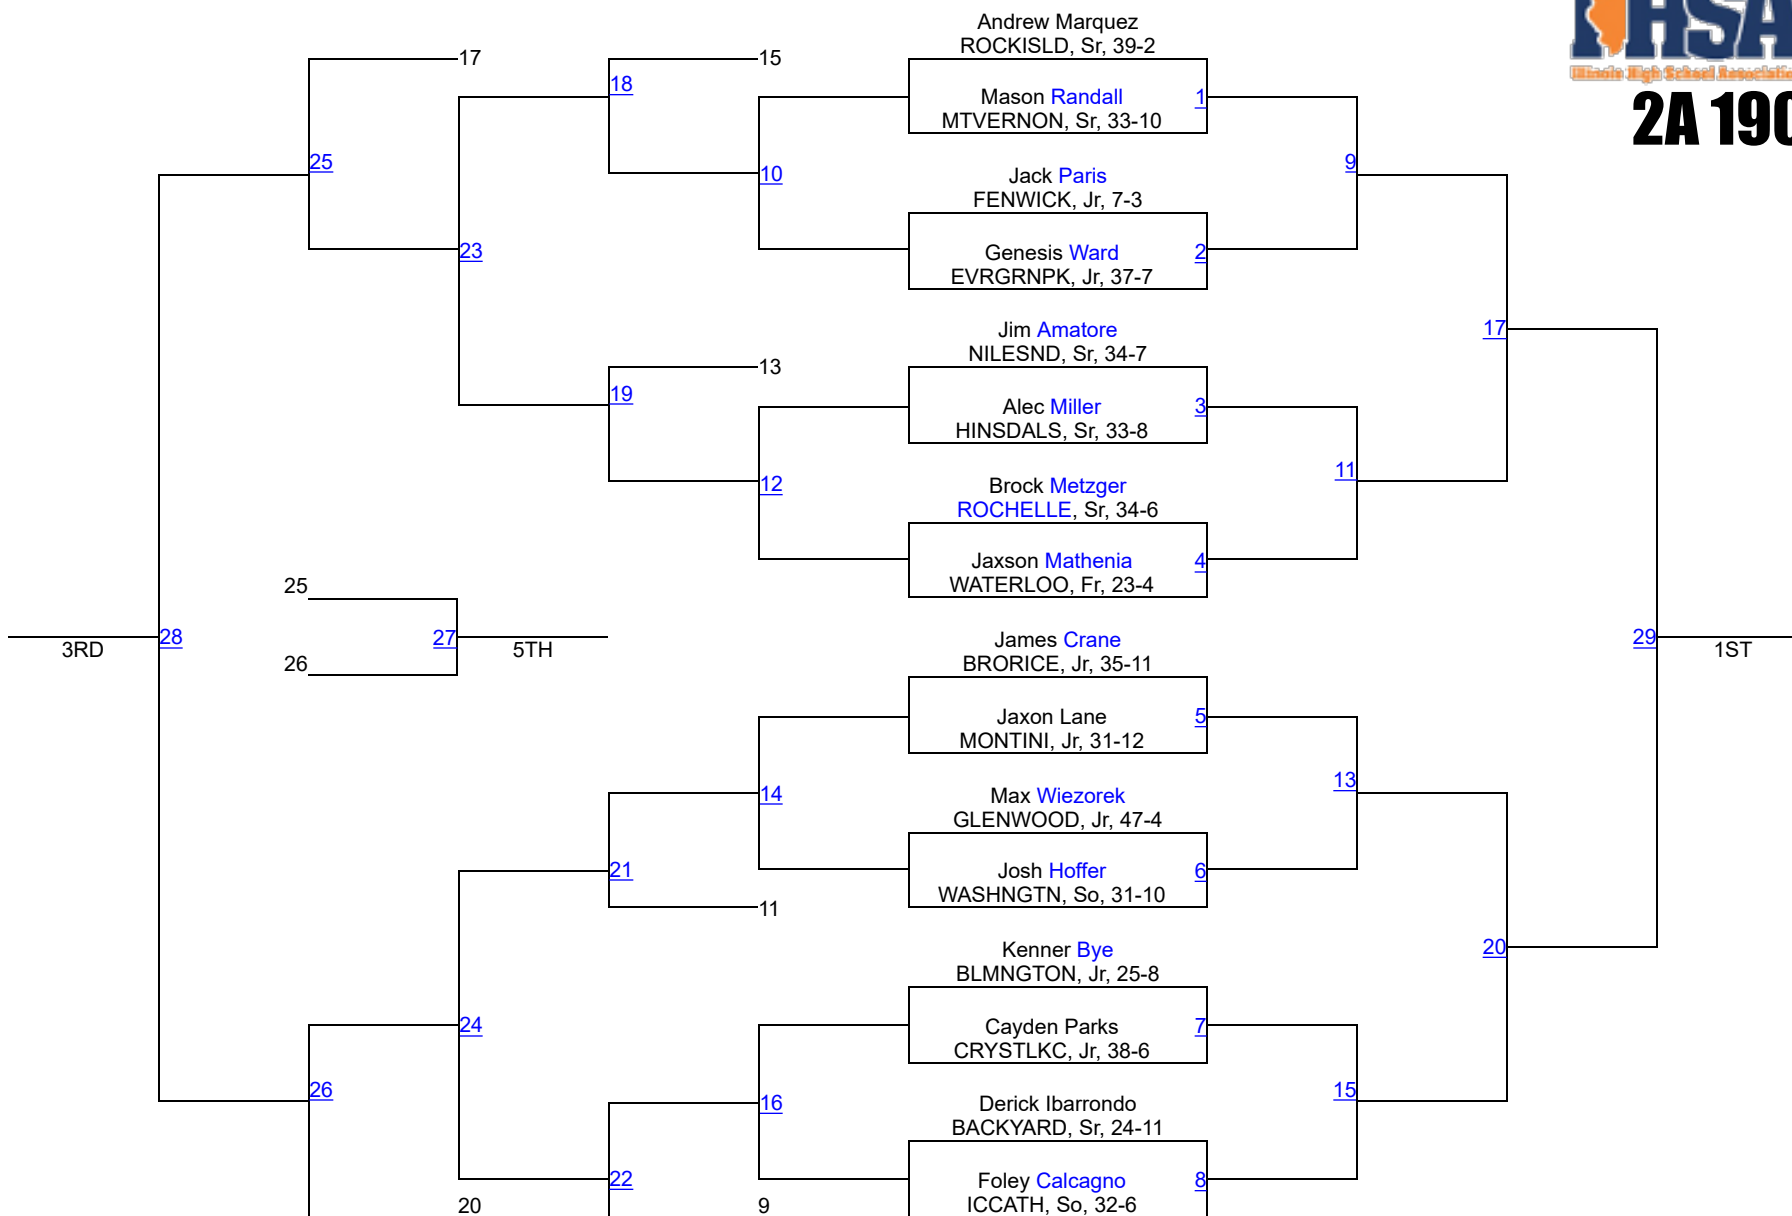 Andrew Marquez
ROCKISLD, Sr, 39-2
HSA
Illinois High School Associati
2A 190
17
15
18
Mason Randall
1
MTVERNON, Sr, 33-10
25
10
9
Jack Paris
FENWICK, Jr, 7-3
23
Genesis Ward
2
EVRGRNPK, Jr, 37-7
Jim Amatore
NILESND, Sr, 34-7
17
13
19
Alec Miller
3
HINSDALS, Sr, 33-8
12
11
Brock Metzger
ROCHELLE, Sr, 34-6
Jaxson Mathenia
4
WATERLOO, Fr, 23-4
25
3RD
28
27
5TH
26
James Crane
BRORICE, Jr, 35-11
29
1ST
Jaxon Lane
5
MONTINI, Jr, 31-12
14
13
Max Wiezorek
GLENWOOD, Jr, 47-4
21
Josh Hoffer
6
WASHNGTN, So, 31-10
11
Kenner Bye
BLMNGTON, Jr, 25-8
20
24
Cayden Parks
7
CRYSTLKC, Jr, 38-6
26
16
15
Derick Ibarrondo
BACKYARD, Sr, 24-11
22
Foley Calcagno
8
ICCATH, So, 32-6
20
9